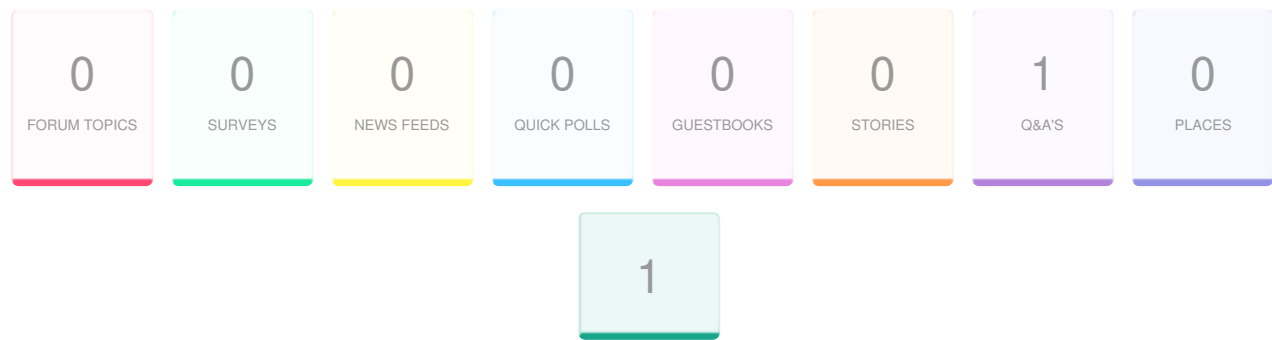 0 0 0 0 0 0 1 0
FORUM TOPICS SURVEYS NEWS FEEDS QUICK POLLS GUESTBOOKS STORIES Q&A'S PLACES
1